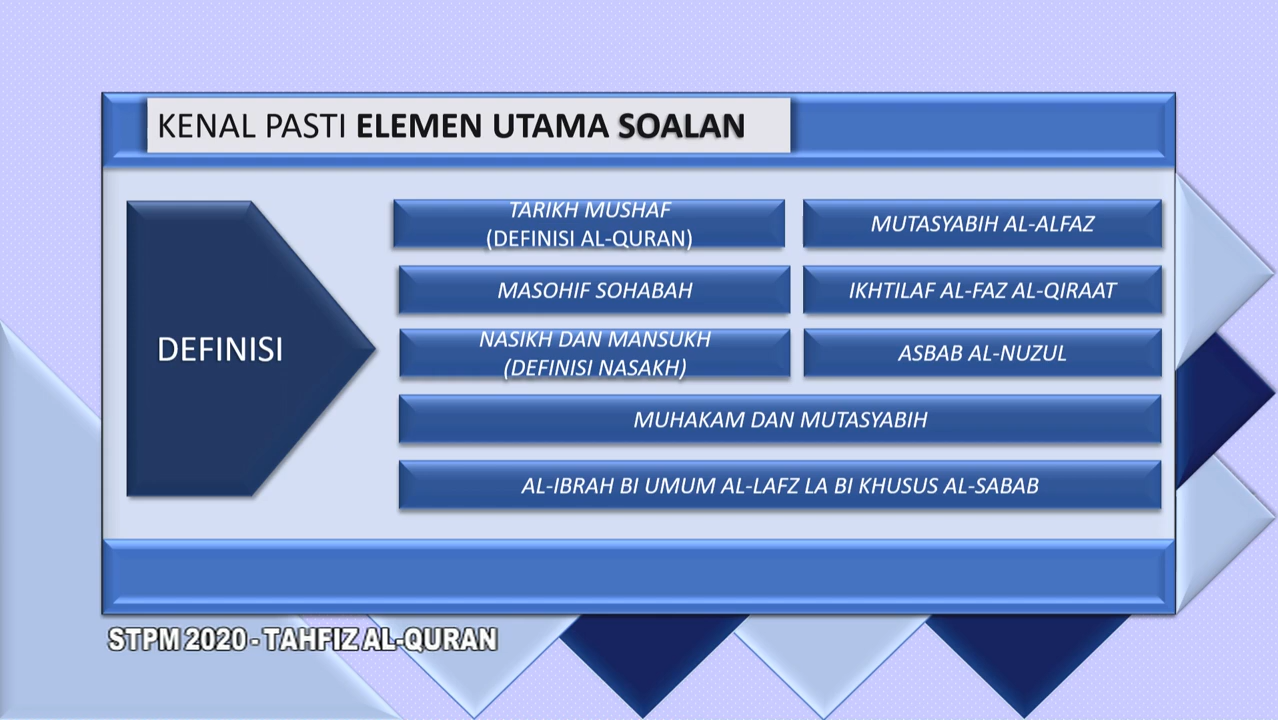 KENAL PASTI ELEMEN UTAMA SOALAN
DEFINISI
TARIKH MUSHAF
(DEFINISI AL-QURAN)
MUTASYABIH AL-ALFAZ
MASOHIF SOHABAH
IKHTILAF AL-FAZ AL-QIRAAT
NASIKH DAN MANSUKH
(DEFINISI NASAKH)
ASBAB AL-NUZUL
MUHAKAM DAN MUTASYABIH
AL-IBRAH BI UMUM AL-LAFZ LA BI KHUSUS AL-SABAB
STPM 2020 - TAHFIZ AL-QURAN